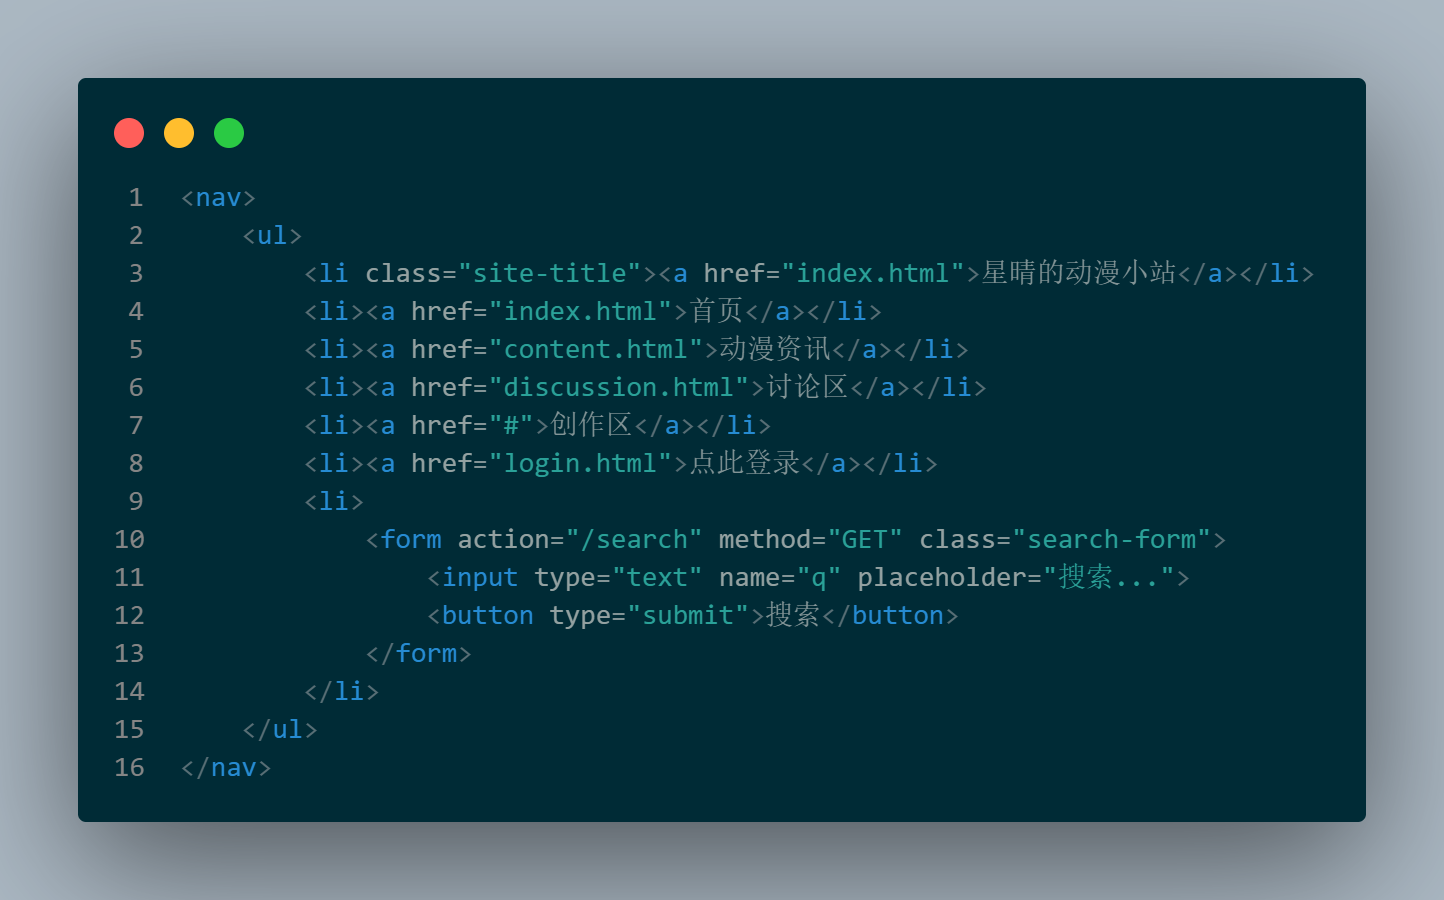 1 <nav>
2     <ul>
3         <li class="site-title"><a href="index.html">星晴的动漫小站</a></li>
4         <li><a href="index.html">首页</a></li>
5         <li><a href="content.html">动漫资讯</a></li>
6         <li><a href="discussion.html">讨论区</a></li>
7         <li><a href="#">创作区</a></li>
8         <li><a href="login.html">点此登录</a></li>
9         <li>
10             <form action="/search" method="GET" class="search-form">
11                 <input type="text" name="q" placeholder="搜索...">
12                 <button type="submit">搜索</button>
13             </form>
14         </li>
15     </ul>
16 </nav>